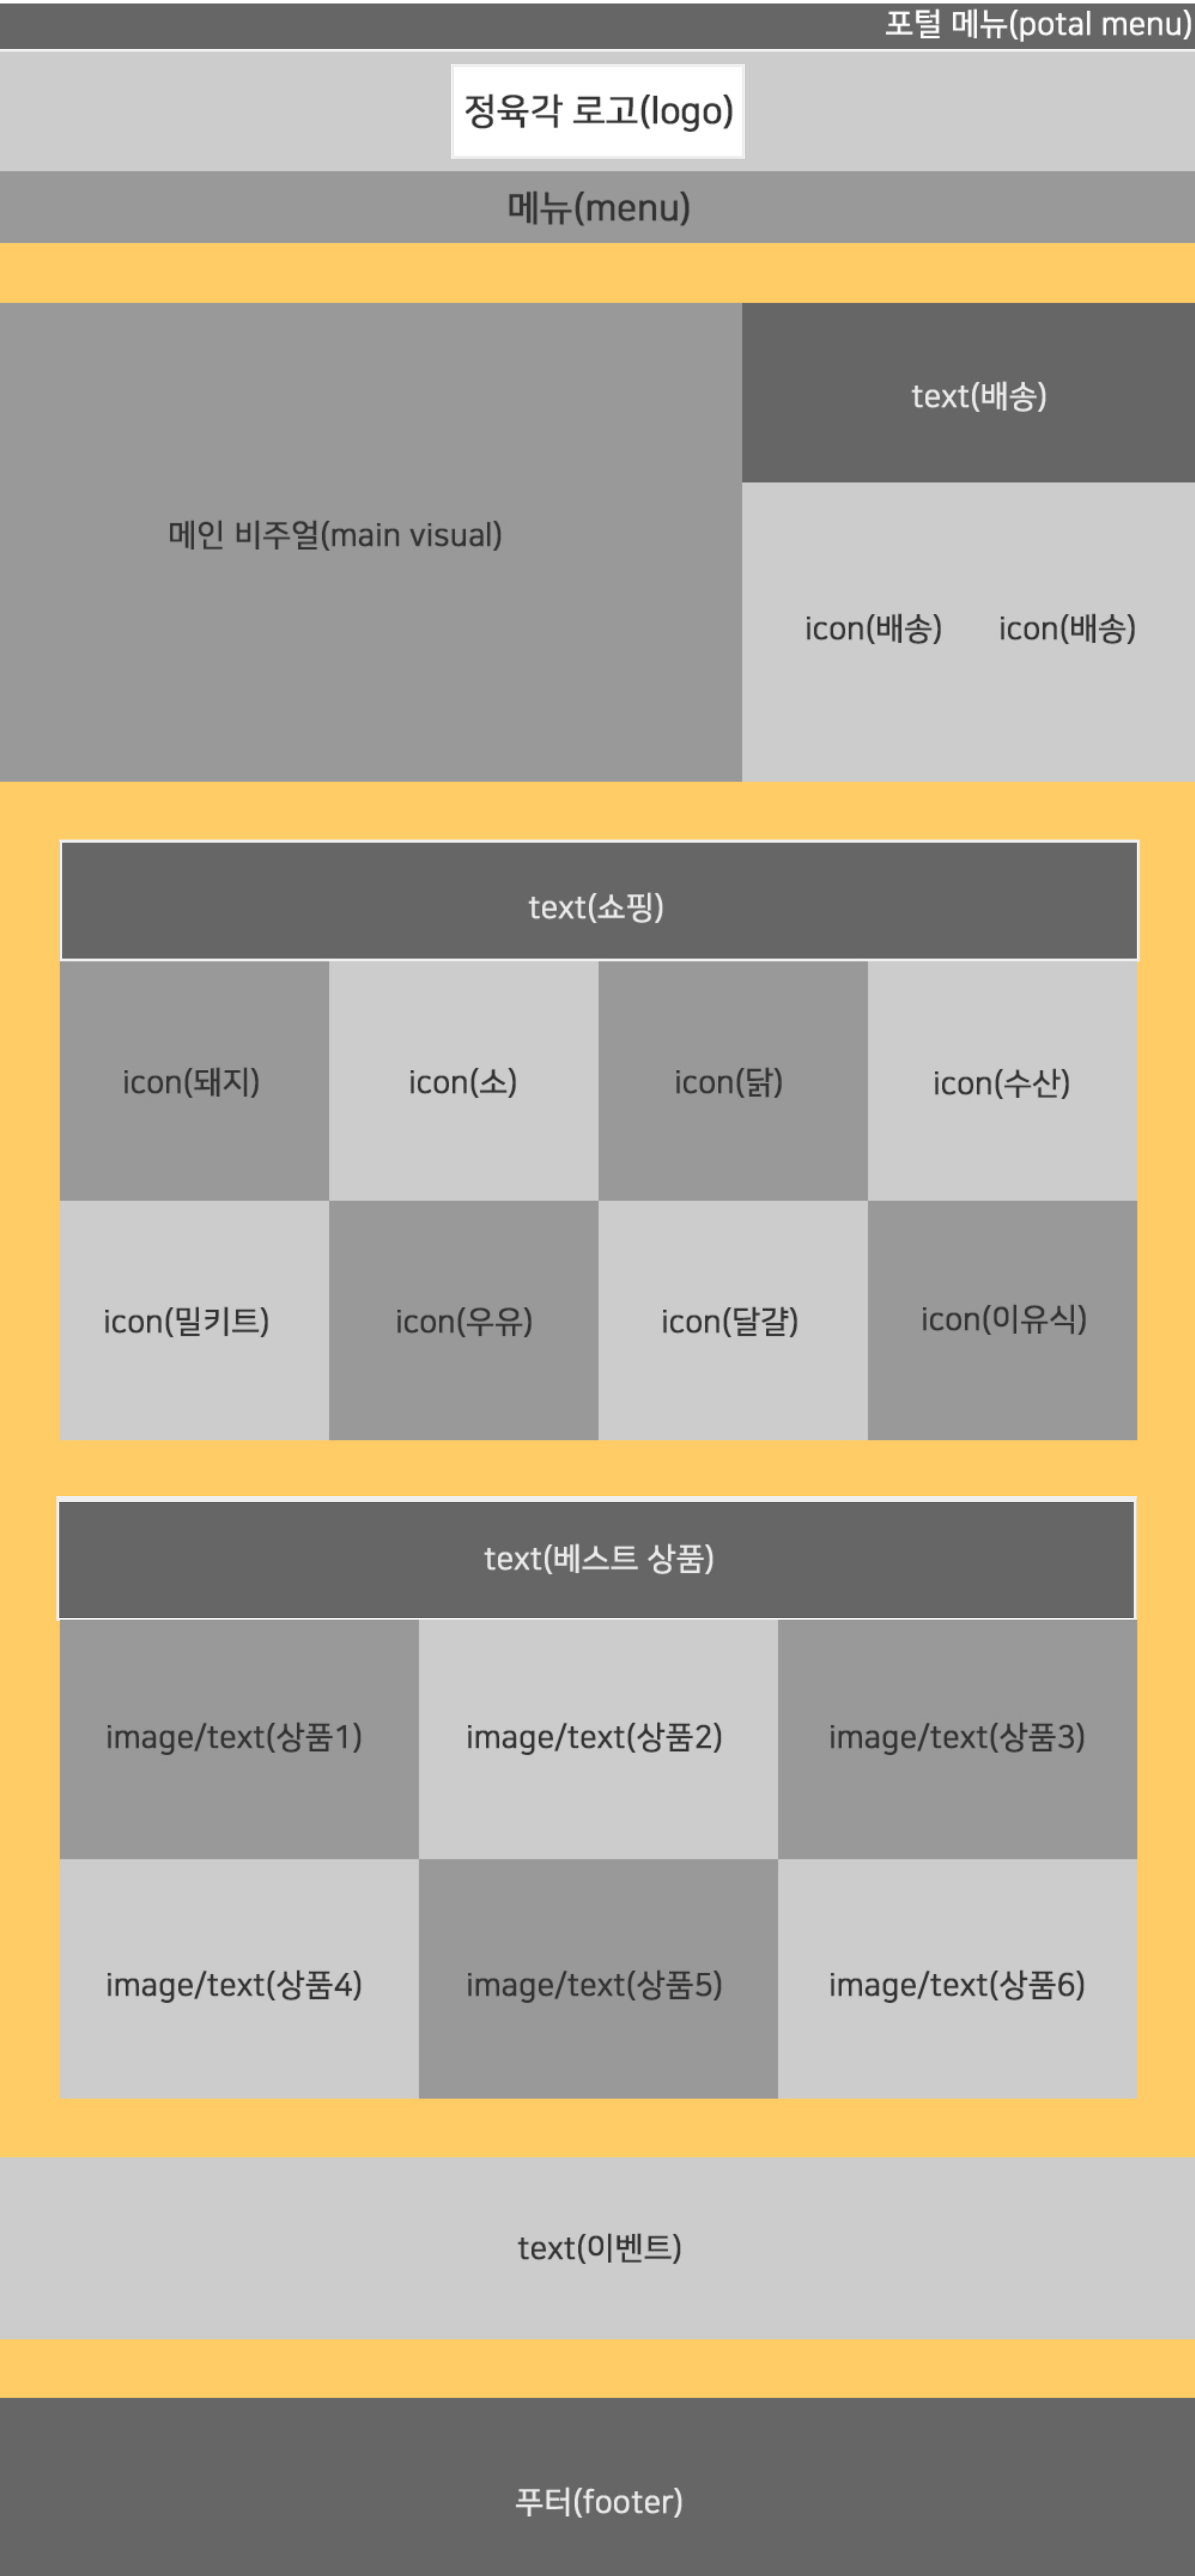 포털 메뉴(potal menu)
정육각 로고(logo)
메뉴(menu)
메인 비주얼(main visual)
text(배송)
icon(배송) icon(배송)
text(쇼핑)
icon(돼지) icon(소) icon(닭) icon(수산)
icon(밀키트) icon(우유) icon(달걀) icon(이유식)
text(베스트 상품)
image/text(상품1) image/text(상품2) image/text(상품3)
image/text(상품4) image/text(상품5) image/text(상품6)
text(이벤트)
푸터(footer)